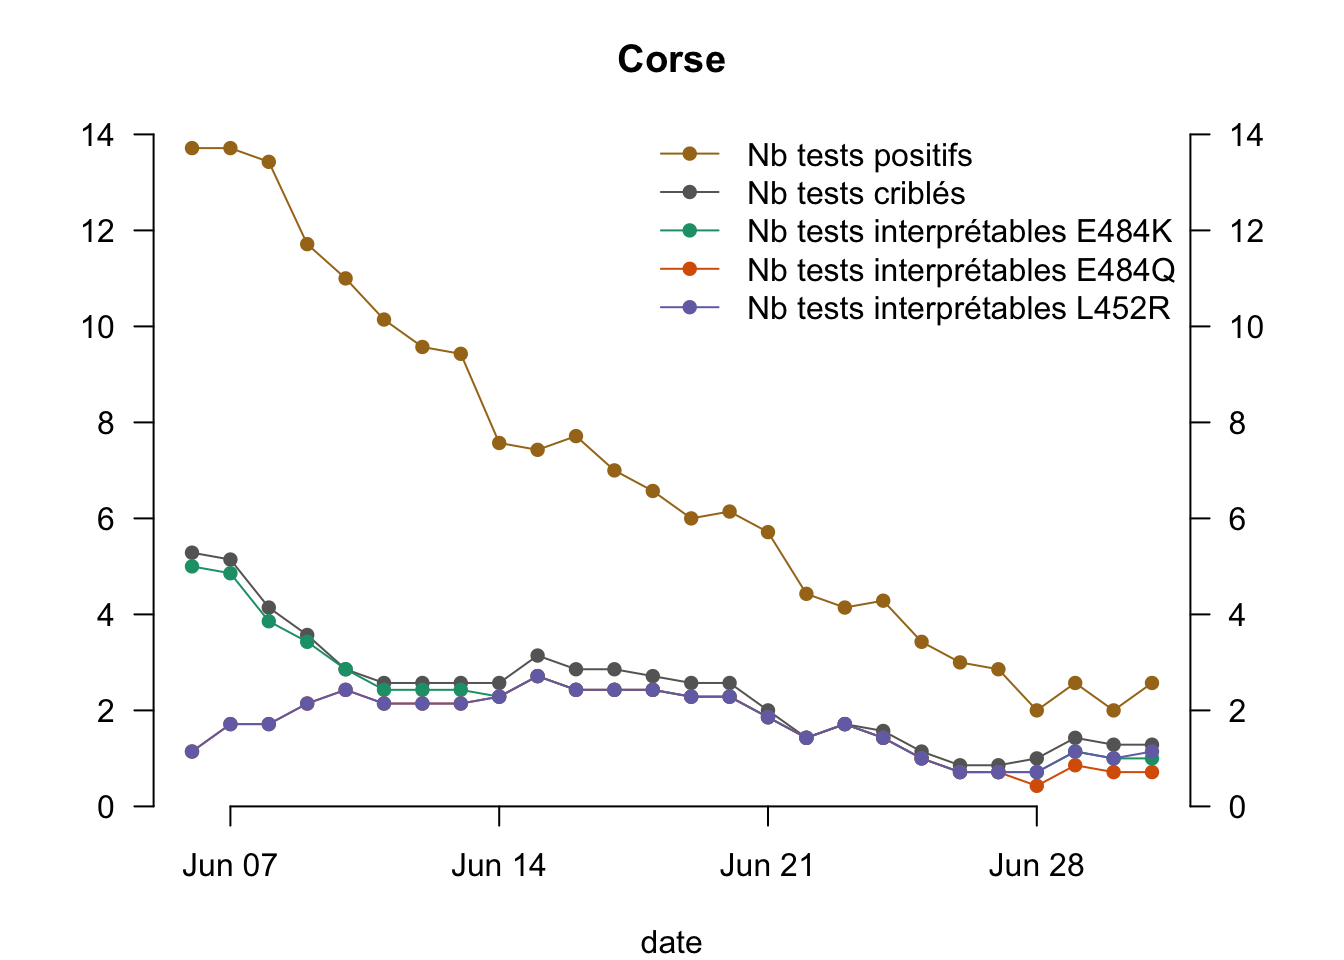 Corse
14
12
10
8
6
4
2
0
Nb tests positifs
Nb tests criblés
Nb tests interprétables E484K
Nb tests interprétables E484Q
Nb tests interprétables L452R
14
12
10
8
6
4
2
0
Jun 07 Jun 14 Jun 21 Jun 28
date